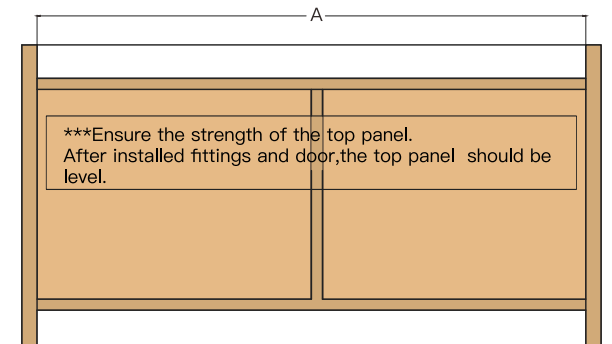 A
***Ensure the strength of the top panel.
After installed fittings and door,the top panel  should be
level.